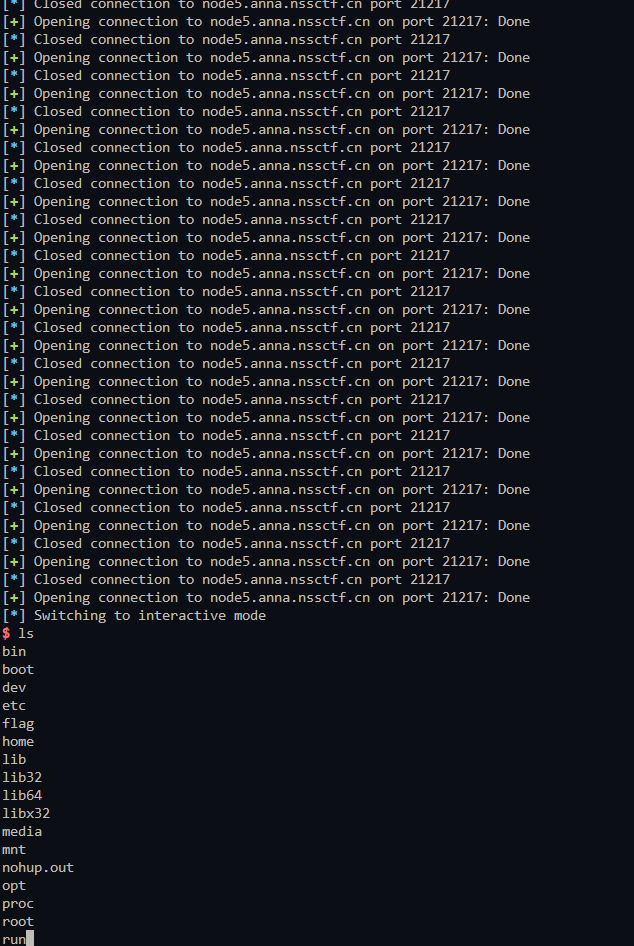 [*] Closed connection to node5.anna.nssctf.cn port 21217
[+] Opening connection to node5.anna.nssctf.cn on port 21217: Done
[*] Closed connection to node5.anna.nssctf.cn port 21217
[+] Opening connection to node5.anna.nssctf.cn on port 21217: Done
[*] Closed connection to node5.anna.nssctf.cn port 21217
[+] Opening connection to node5.anna.nssctf.cn on port 21217: Done
[*] Closed connection to node5.anna.nssctf.cn port 21217
[+] Opening connection to node5.anna.nssctf.cn on port 21217: Done
[*] Closed connection to node5.anna.nssctf.cn port 21217
[+] Opening connection to node5.anna.nssctf.cn on port 21217: Done
[*] Closed connection to node5.anna.nssctf.cn port 21217
[+] Opening connection to node5.anna.nssctf.cn on port 21217: Done
[*] Closed connection to node5.anna.nssctf.cn port 21217
[+] Opening connection to node5.anna.nssctf.cn on port 21217: Done
[*] Closed connection to node5.anna.nssctf.cn port 21217
[+] Opening connection to node5.anna.nssctf.cn on port 21217: Done
[*] Closed connection to node5.anna.nssctf.cn port 21217
[+] Opening connection to node5.anna.nssctf.cn on port 21217: Done
[*] Closed connection to node5.anna.nssctf.cn port 21217
[+] Opening connection to node5.anna.nssctf.cn on port 21217: Done
[*] Closed connection to node5.anna.nssctf.cn port 21217
[+] Opening connection to node5.anna.nssctf.cn on port 21217: Done
[*] Closed connection to node5.anna.nssctf.cn port 21217
[+] Opening connection to node5.anna.nssctf.cn on port 21217: Done
[*] Closed connection to node5.anna.nssctf.cn port 21217
[+] Opening connection to node5.anna.nssctf.cn on port 21217: Done
[*] Closed connection to node5.anna.nssctf.cn port 21217
[+] Opening connection to node5.anna.nssctf.cn on port 21217: Done
[*] Closed connection to node5.anna.nssctf.cn port 21217
[+] Opening connection to node5.anna.nssctf.cn on port 21217: Done
[*] Closed connection to node5.anna.nssctf.cn port 21217
[+] Opening connection to node5.anna.nssctf.cn on port 21217: Done
[*] Closed connection to node5.anna.nssctf.cn port 21217
[+] Opening connection to node5.anna.nssctf.cn on port 21217: Done
[*] Switching to interactive mode
$ ls
bin
boot
dev
etc
flag
home
lib
lib32
lib64
libx32
media
mnt
nohup.out
opt
proc
root
run